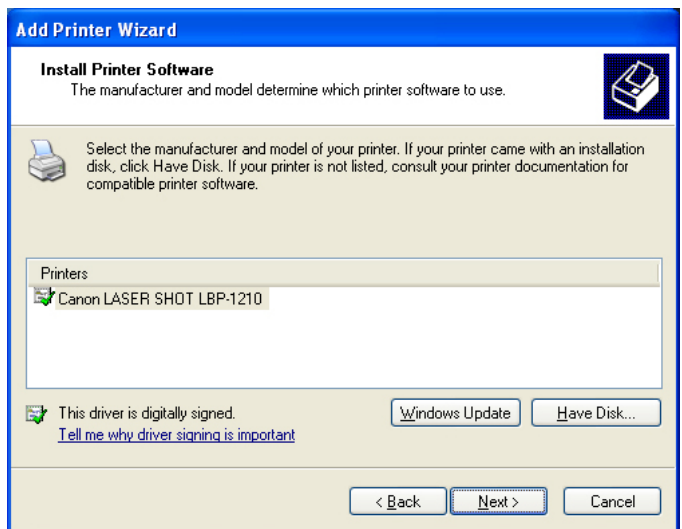 Add Printer Wizard
Install Printer Software
The manufacturer and model determine which printer software to use.
Select the manufacturer and model of your printer. If your printer came with an installation
disk, click Have Disk. If your printer is not listed, consult your printer documentation for
compatible printer software.
Printers
Canon LASER SHOT LBP-1210
This driver is digitally signed.
Tell me why driver signing is important
Windows Update
Have Disk...
< Back
Next >
Cancel